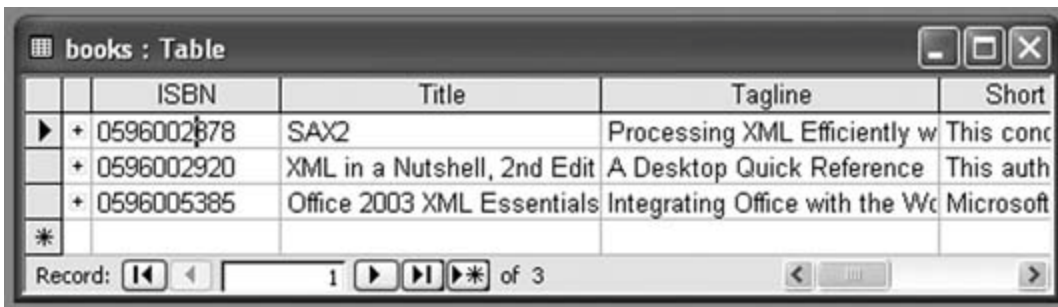 books : Table
ISBN Title Tagline Short
+ 0596002878 SAX2 Processing XML Efficiently w This conc
+ 0596002920 XML in a Nutshell, 2nd Edit A Desktop Quick Reference This auth
+ 0596005385 Office 2003 XML Essentials Integrating Office with the Wc Microsoft
Record: 1 of 3